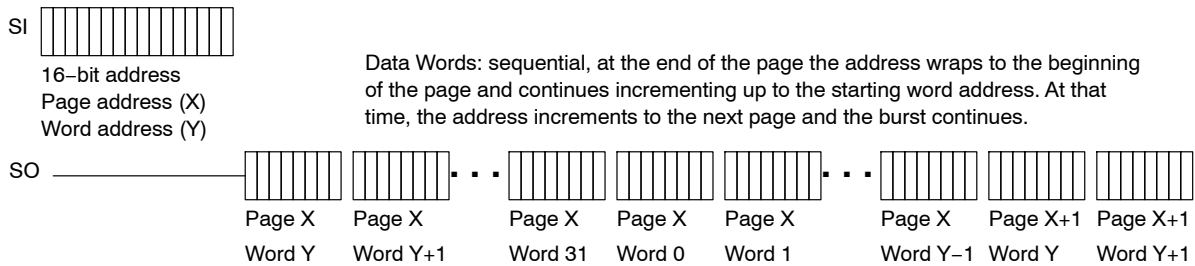 SI
16−bit address
Page address (X)
Word address (Y)
Data Words: sequential, at the end of the page the address wraps to the beginning
of the page and continues incrementing up to the starting word address. At that
time, the address increments to the next page and the burst continues.
SO
Page X Page X Page X Page X Page X Page X Page X+1 Page X+1
Word Y Word Y+1 Word 31 Word 0 Word 1 Word Y−1 Word Y Word Y+1